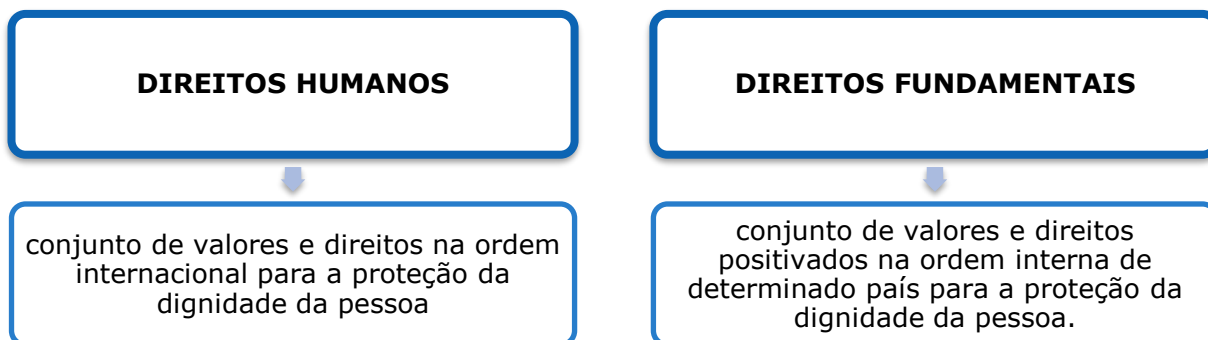 DIREITOS HUMANOS
conjunto de valores e direitos na ordem
internacional para a proteção da
dignidade da pessoa
DIREITOS FUNDAMENTAIS
conjunto de valores e direitos
positivados na ordem interna de
determinado país para a proteção da
dignidade da pessoa.